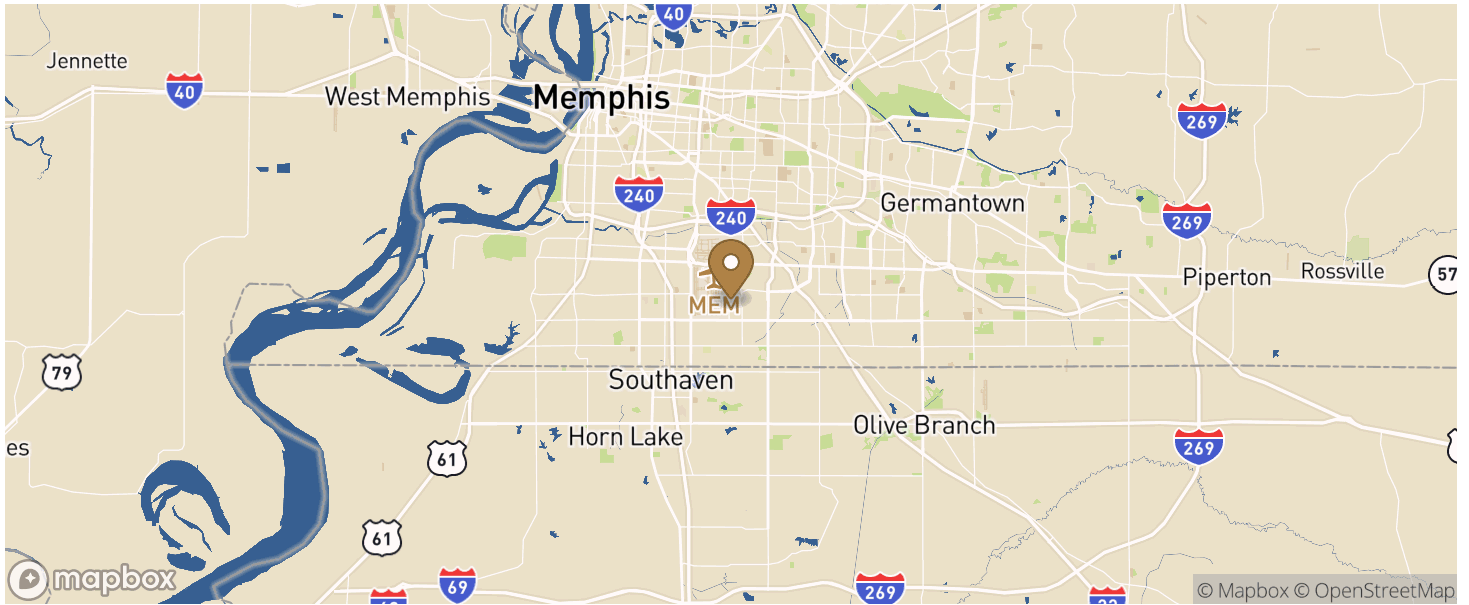 40
Jennette
40
West Memphis
Memphis
269
240
240
Germantown
269
Piperton
Rossville
57
MEM
79
Southaven
Olive Branch
Horn Lake
es
61
269
61
69
269
mapbox
© Mapbox © OpenStreetMap